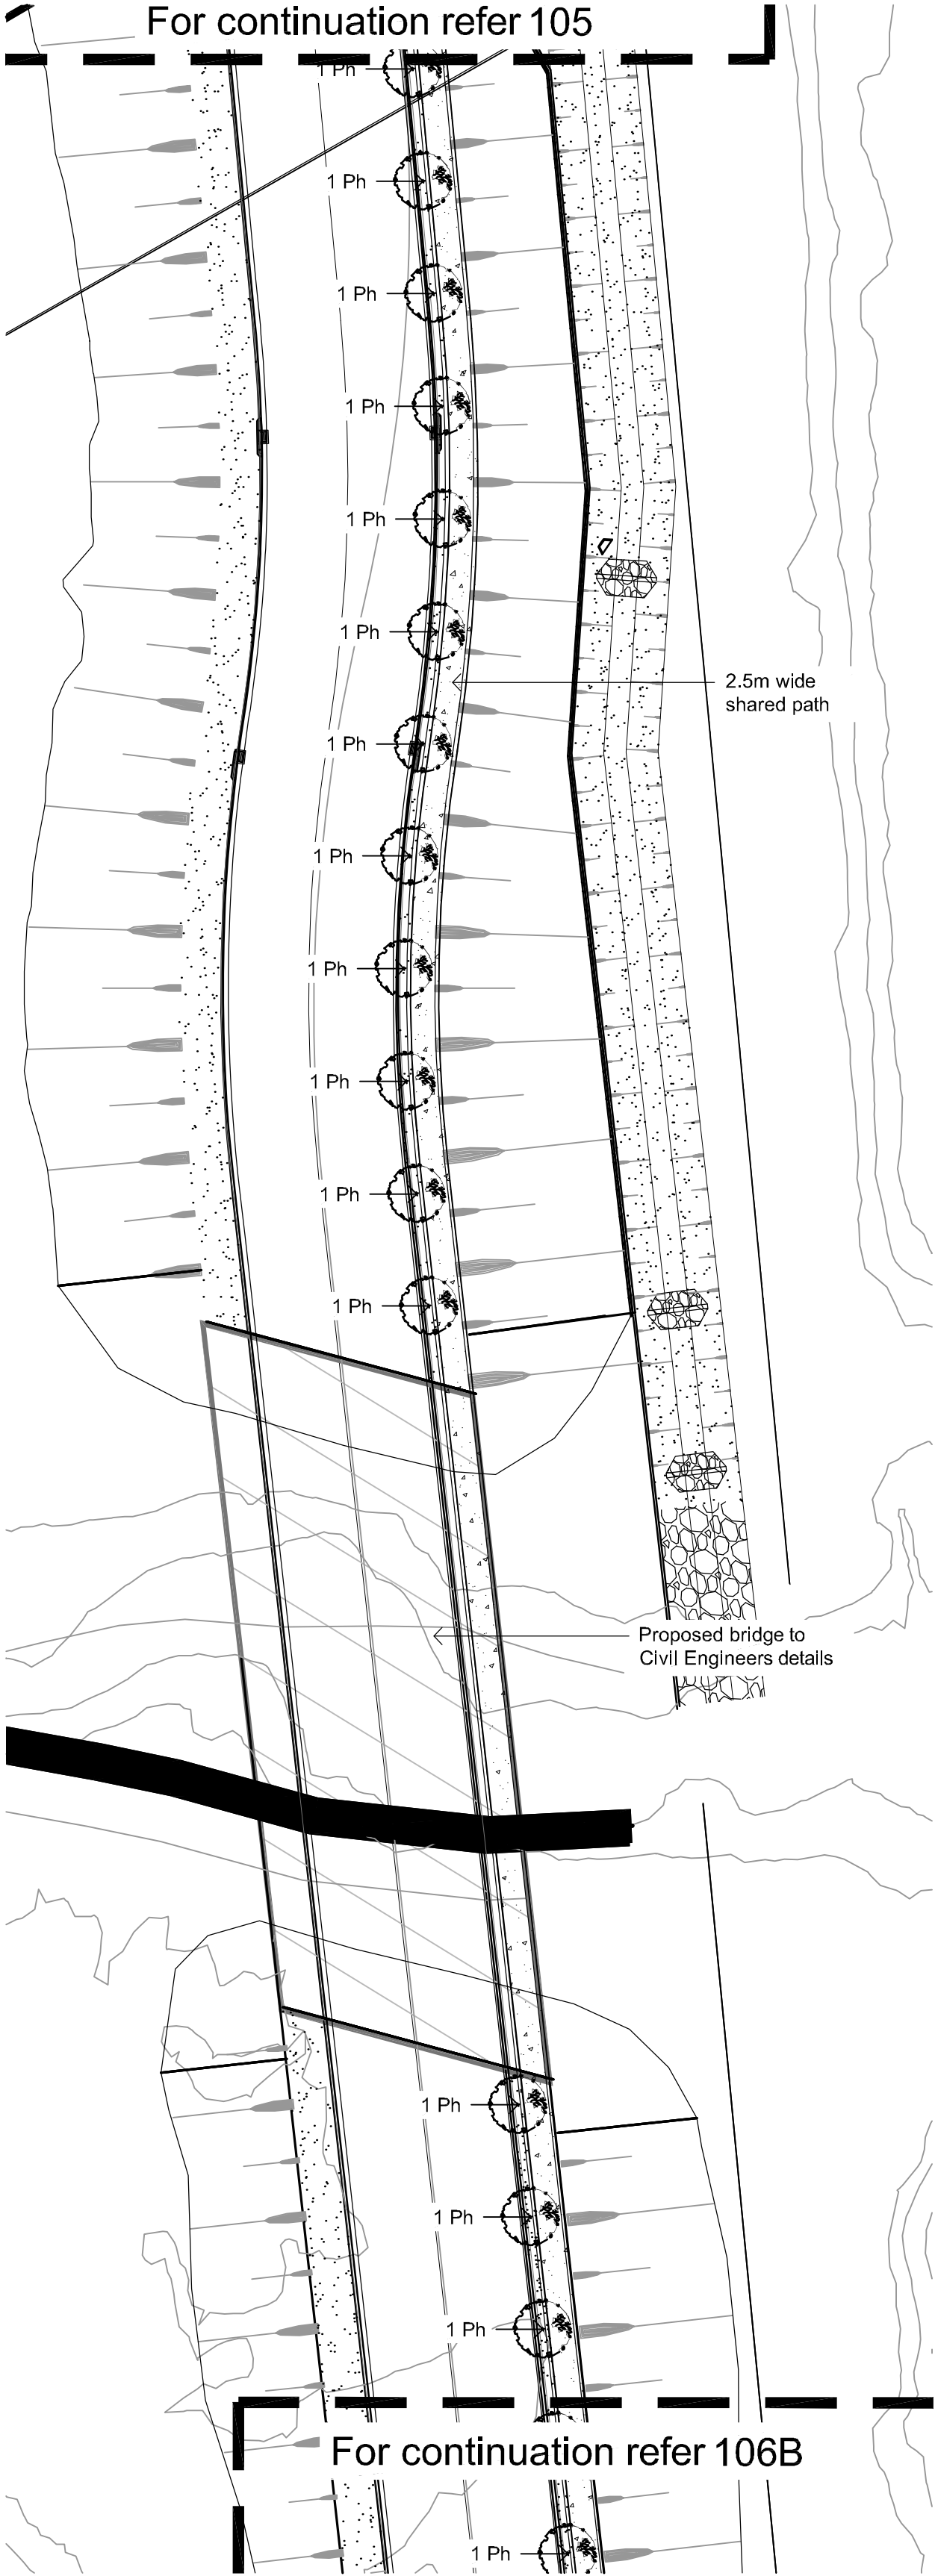 For continuation refer 105
1 Ph
1 Ph
1 Ph
1 Ph
1 Ph
1 Ph
2.5m wide
shared path
1 Ph
1 Ph
1 Ph
1 Ph
1 Ph
1 Ph
Proposed bridge to
Civil Engineers details
1 Ph
1 Ph
1 Ph
For continuation refer 106B
1 Ph